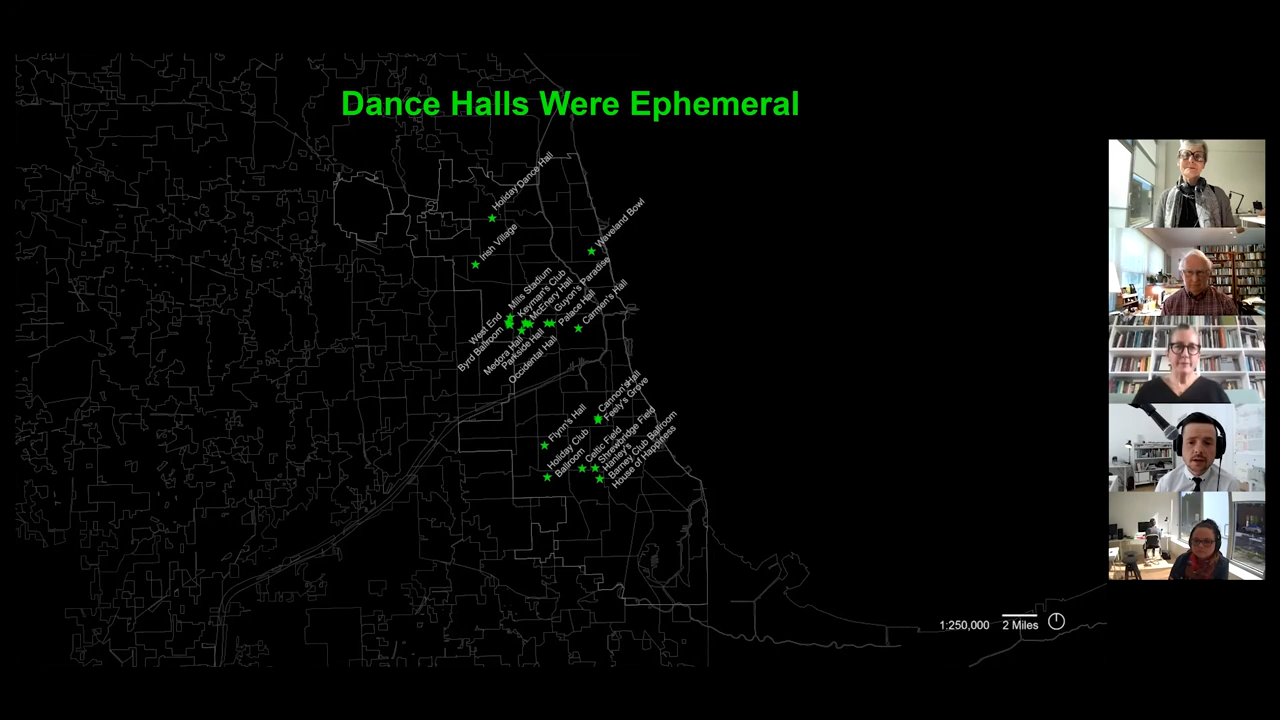 Dance Halls Were Ephemeral
Holiday Dance Hall
Irish Village
Waveland Bowl
Mills Stadium
Keyman's Club
McEnery Hall
Guyon's Paradise
Palace Hall
Carmen's Hall
West End
Byrd Ballroom
Medora Hall
Parkside Hall
Occidental Hall
Cannon's Hall
Feely's Grove
Flynn's Hall
Holiday Club
Ballroom
Celtic Field
Shrewbridge Field
Hanley's
Barney Club Ballroom
House of Happiness
1:250,000
2 Miles